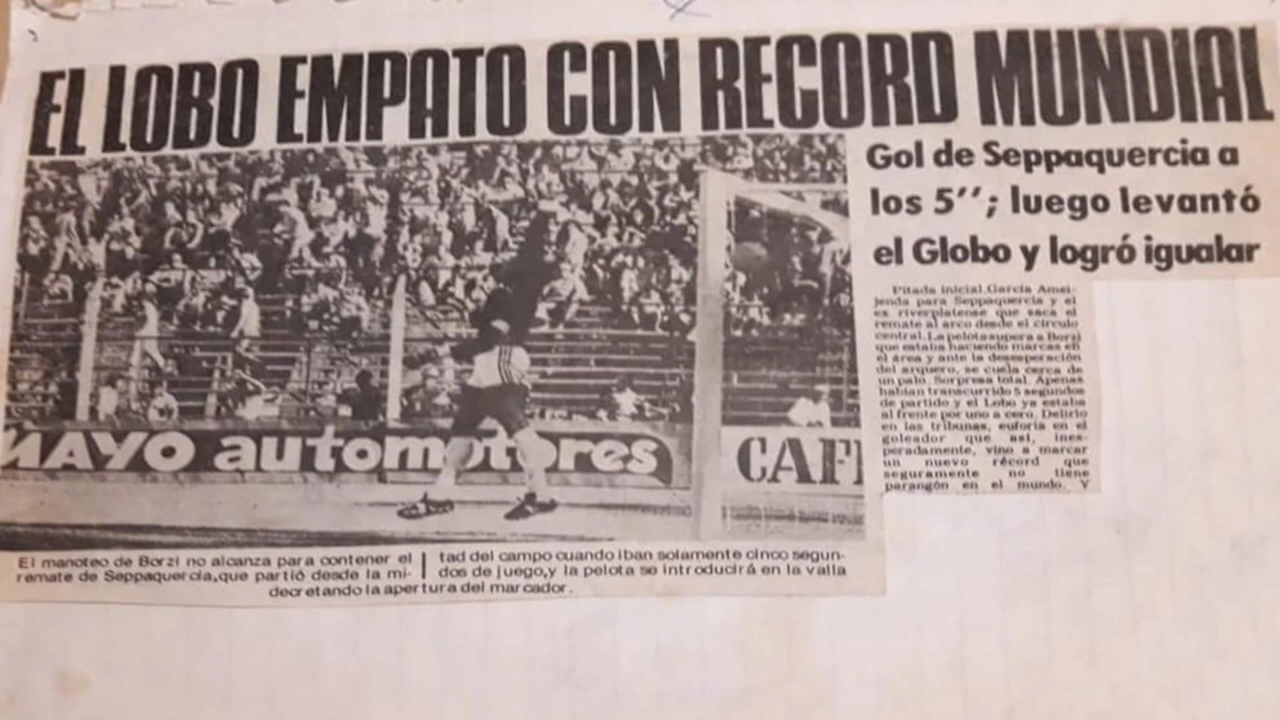 EL LOBO EMPATO CON RECORD MUNDIAL
Gol de Seppaquercia a
los 5''; luego levantó
el Globo y logró igualar
Pitada inicial. García Amei-
jenda para Seppaquercia y el
ex riverplatense que saca el
remate al arco desde el círculo
central. La pelota supera a Borzi
que estaba haciendo marcas en
el área y ante la desesperación
del arquero, se cuela cerca de
un palo. Sorpresa total. Apenas
habían transcurrido 5 segundos
de partido y el Lobo ya estaba
al frente por uno a cero. Delirio
en las tribunas, euforia en el
goleador que así, ines-
peradamente, vino a marcar
un nuevo récord que
seguramente no tiene
parangón en el mundo. Y
MAYO automotores
CAF
El manoteo de Borzi no alcanza para contener el
remate de Seppaquercia, que partió desde la mi-
tad del campo cuando iban solamente cinco segun-
dos de juego, y la pelota se introducirá en la valla
decretando la apertura del marcador.